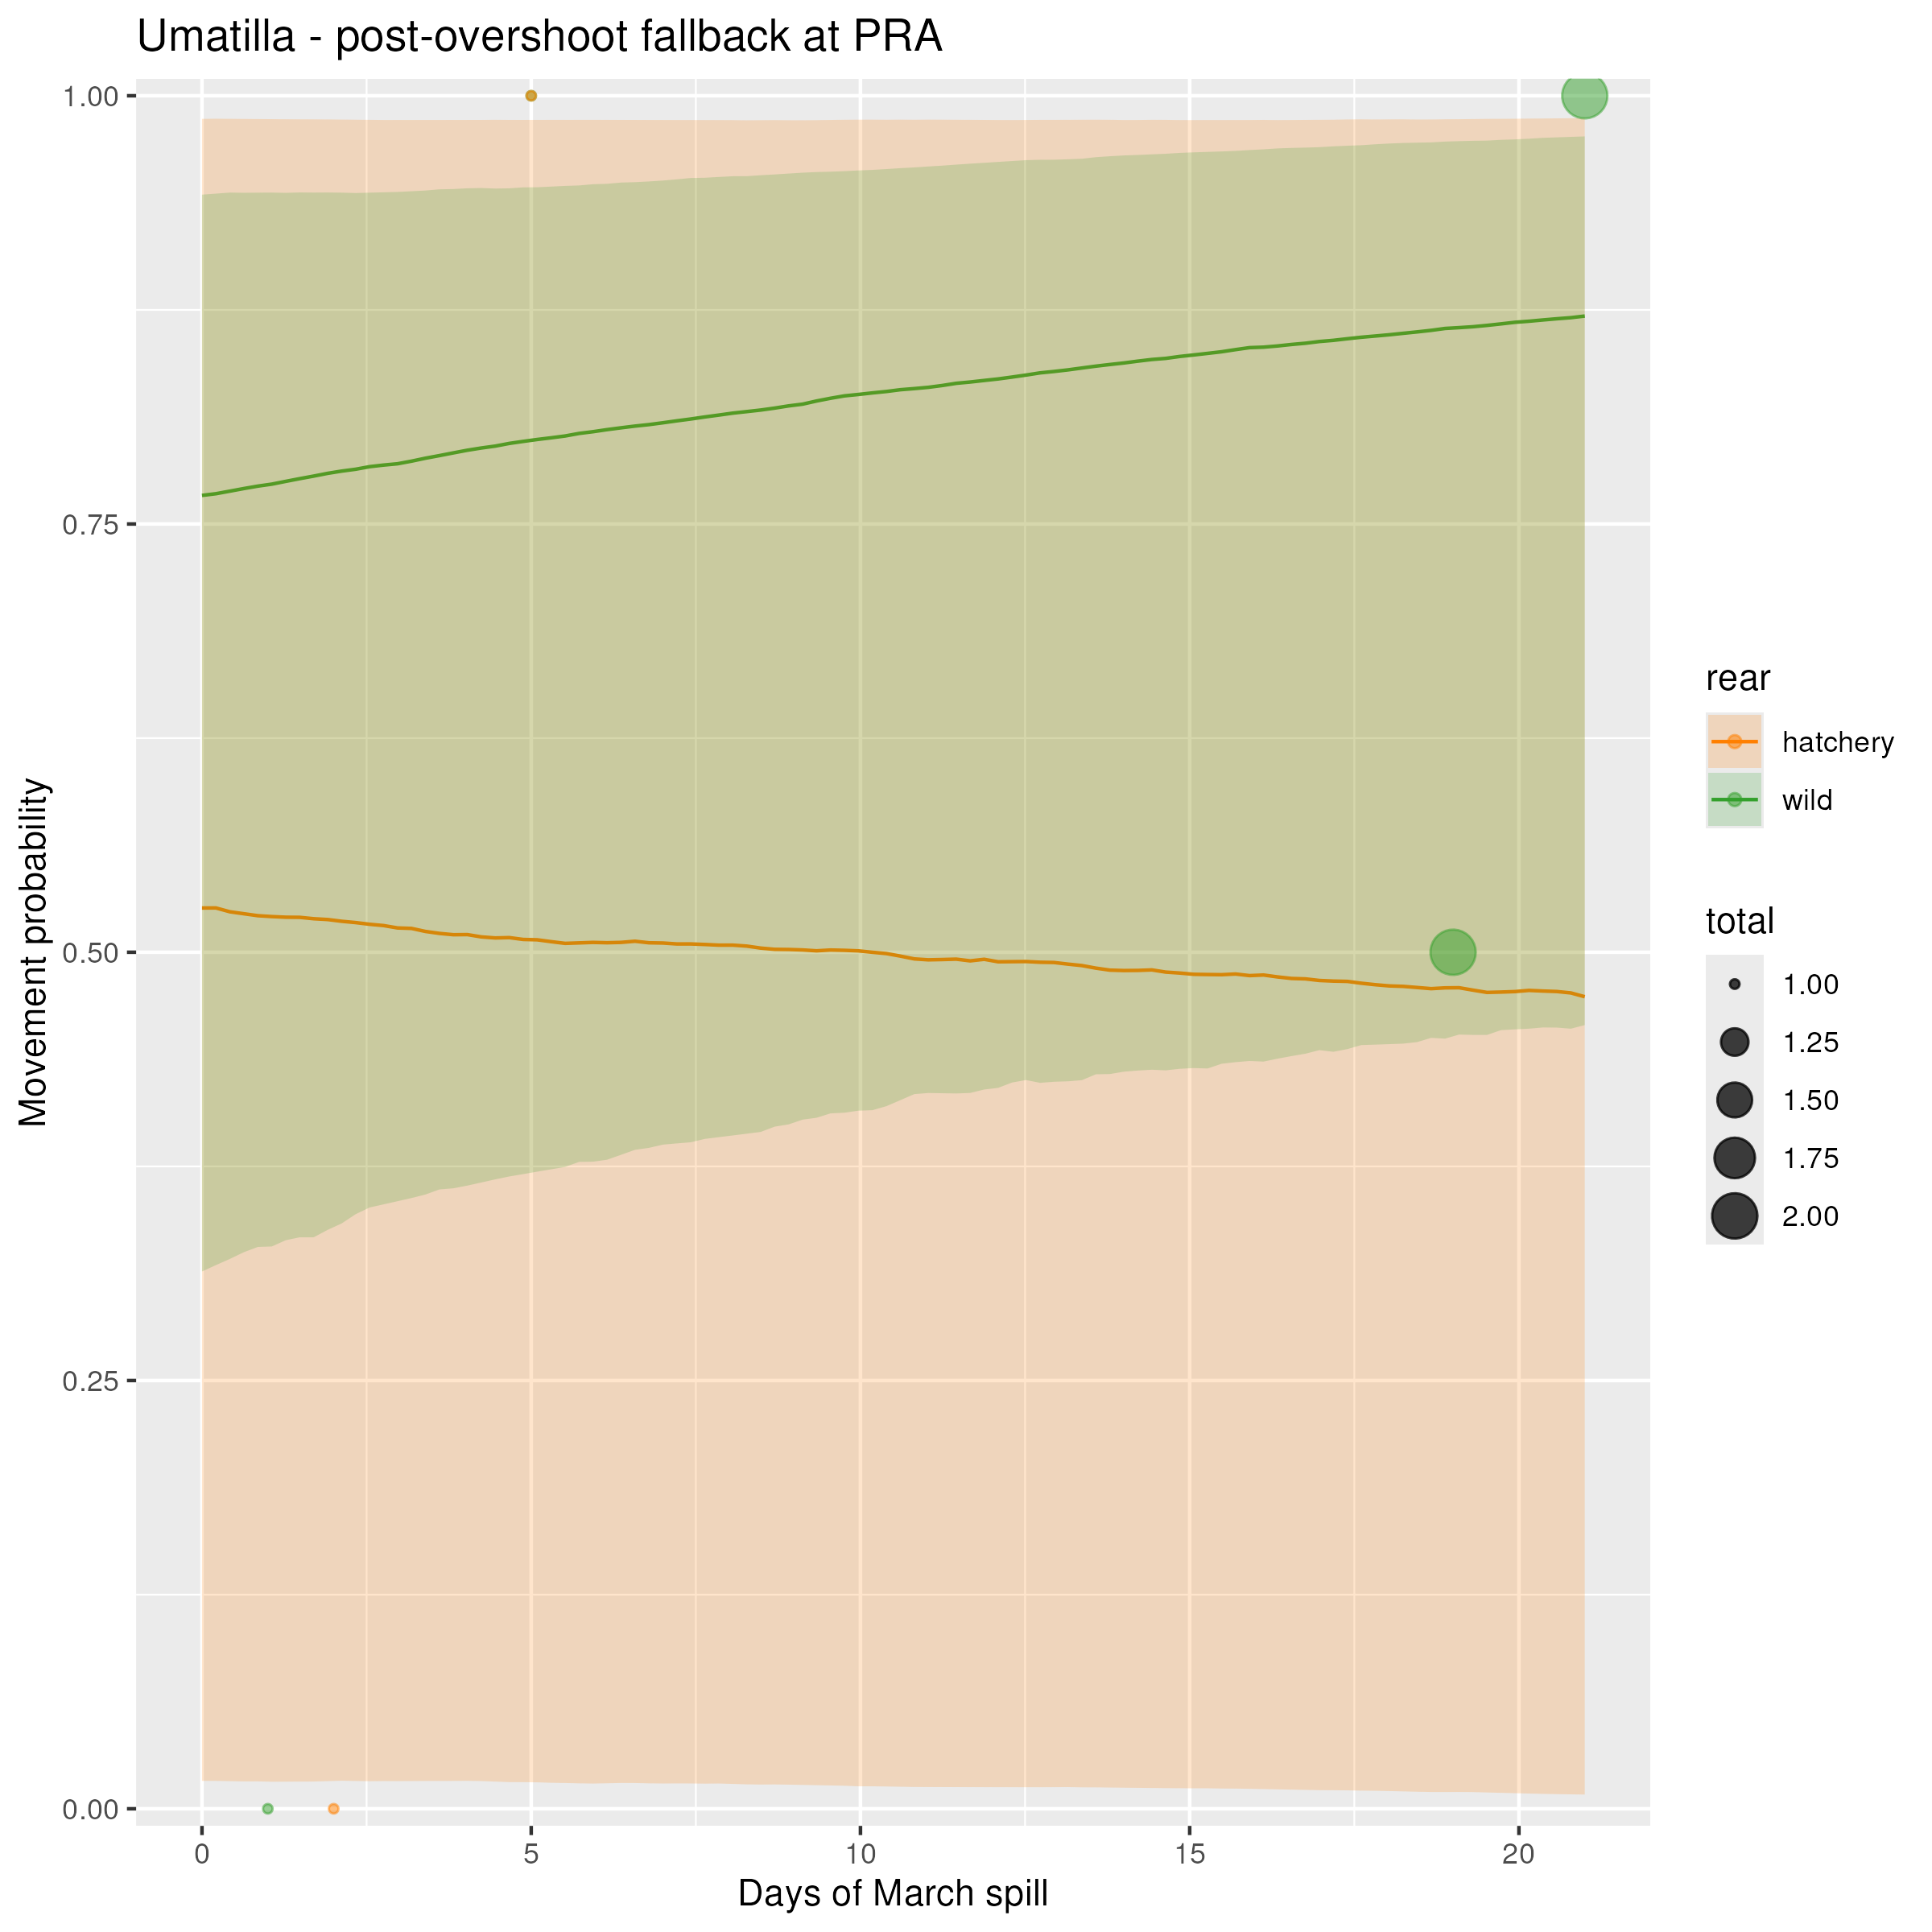 Umatilla - post-overshoot fallback at PRA
Movement probability
1.00
0.75
0.50
0.25
0.00
0
5
10
15
20
Days of March spill
rear
hatchery
wild
total
1.00
1.25
1.50
1.75
2.00